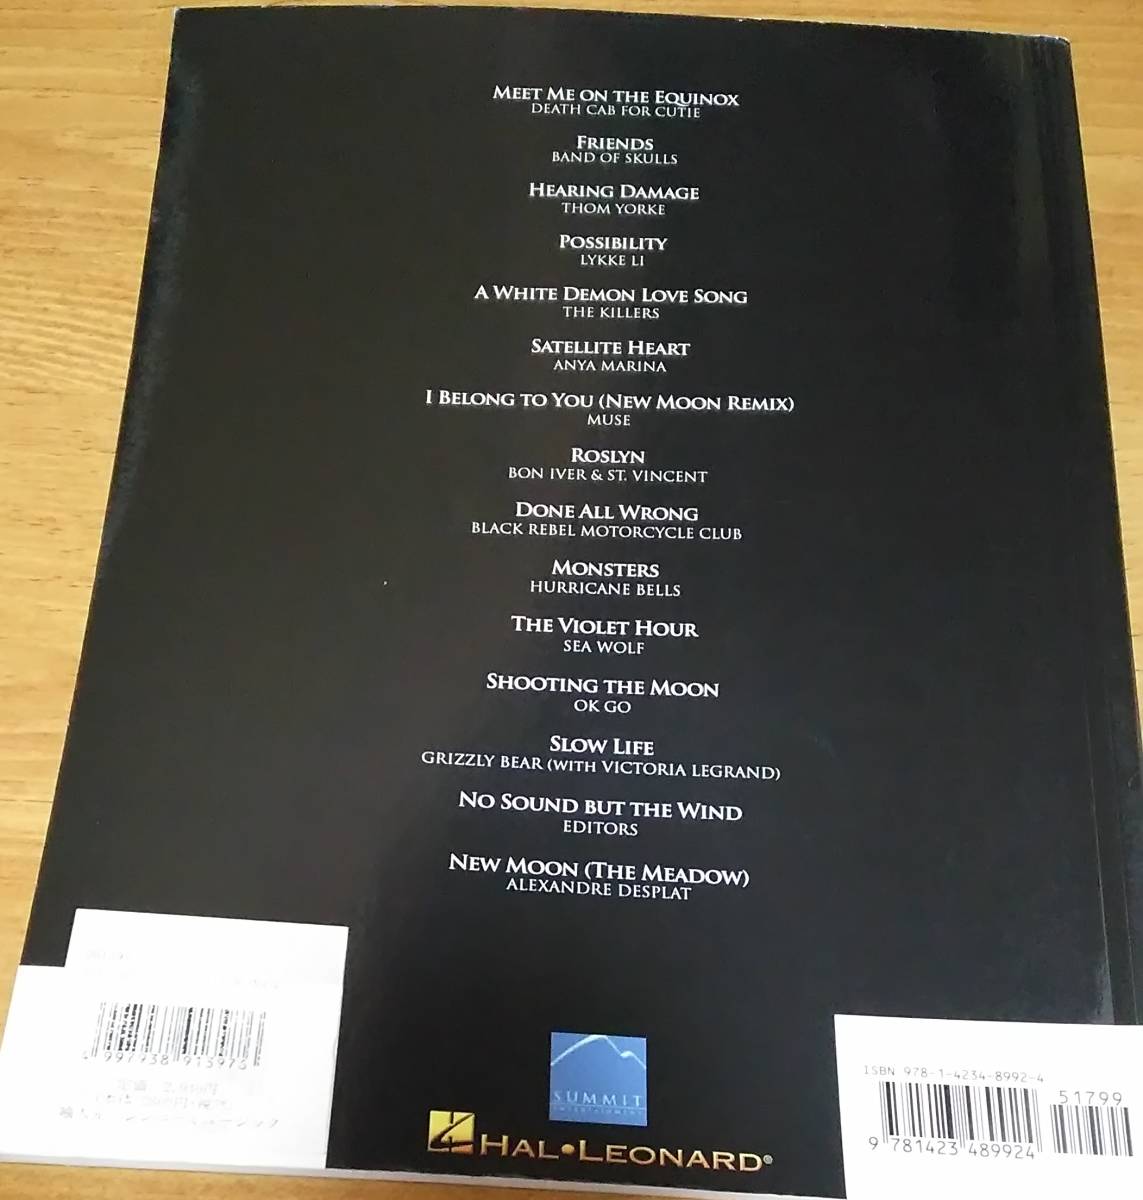 MEET ME ON THE EQUINOX
DEATH CAB FOR CUTIE
FRIENDS
BAND OF SKULLS
HEARING DAMAGE
THOM YORKE
POSSIBILITY
LYKKE LI
A WHITE DEMON LOVE SONG
THE KILLERS
SATELLITE HEART
ANYA MARINA
I BELONG TO YOU (NEW MOON REMIX)
MUSE
ROSLYN
BON IVER & ST. VINCENT
DONE ALL WRONG
BLACK REBEL MOTORCYCLE CLUB
MONSTERS
HURRICANE BELLS
THE VIOLET HOUR
SEA WOLF
SHOOTING THE MOON
OK GO
SLOW LIFE
GRIZZLY BEAR (WITH VICTORIA LEGRAND)
NO SOUND BUT THE WIND
EDITORS
NEW MOON (THE MEADOW)
ALEXANDRE DESPLAT
定価
SUMMIT
ENTERTAINMENT
HAL•LEONARD®
ISBN 978-1-4234-8992-4
51799
9 781423 489924